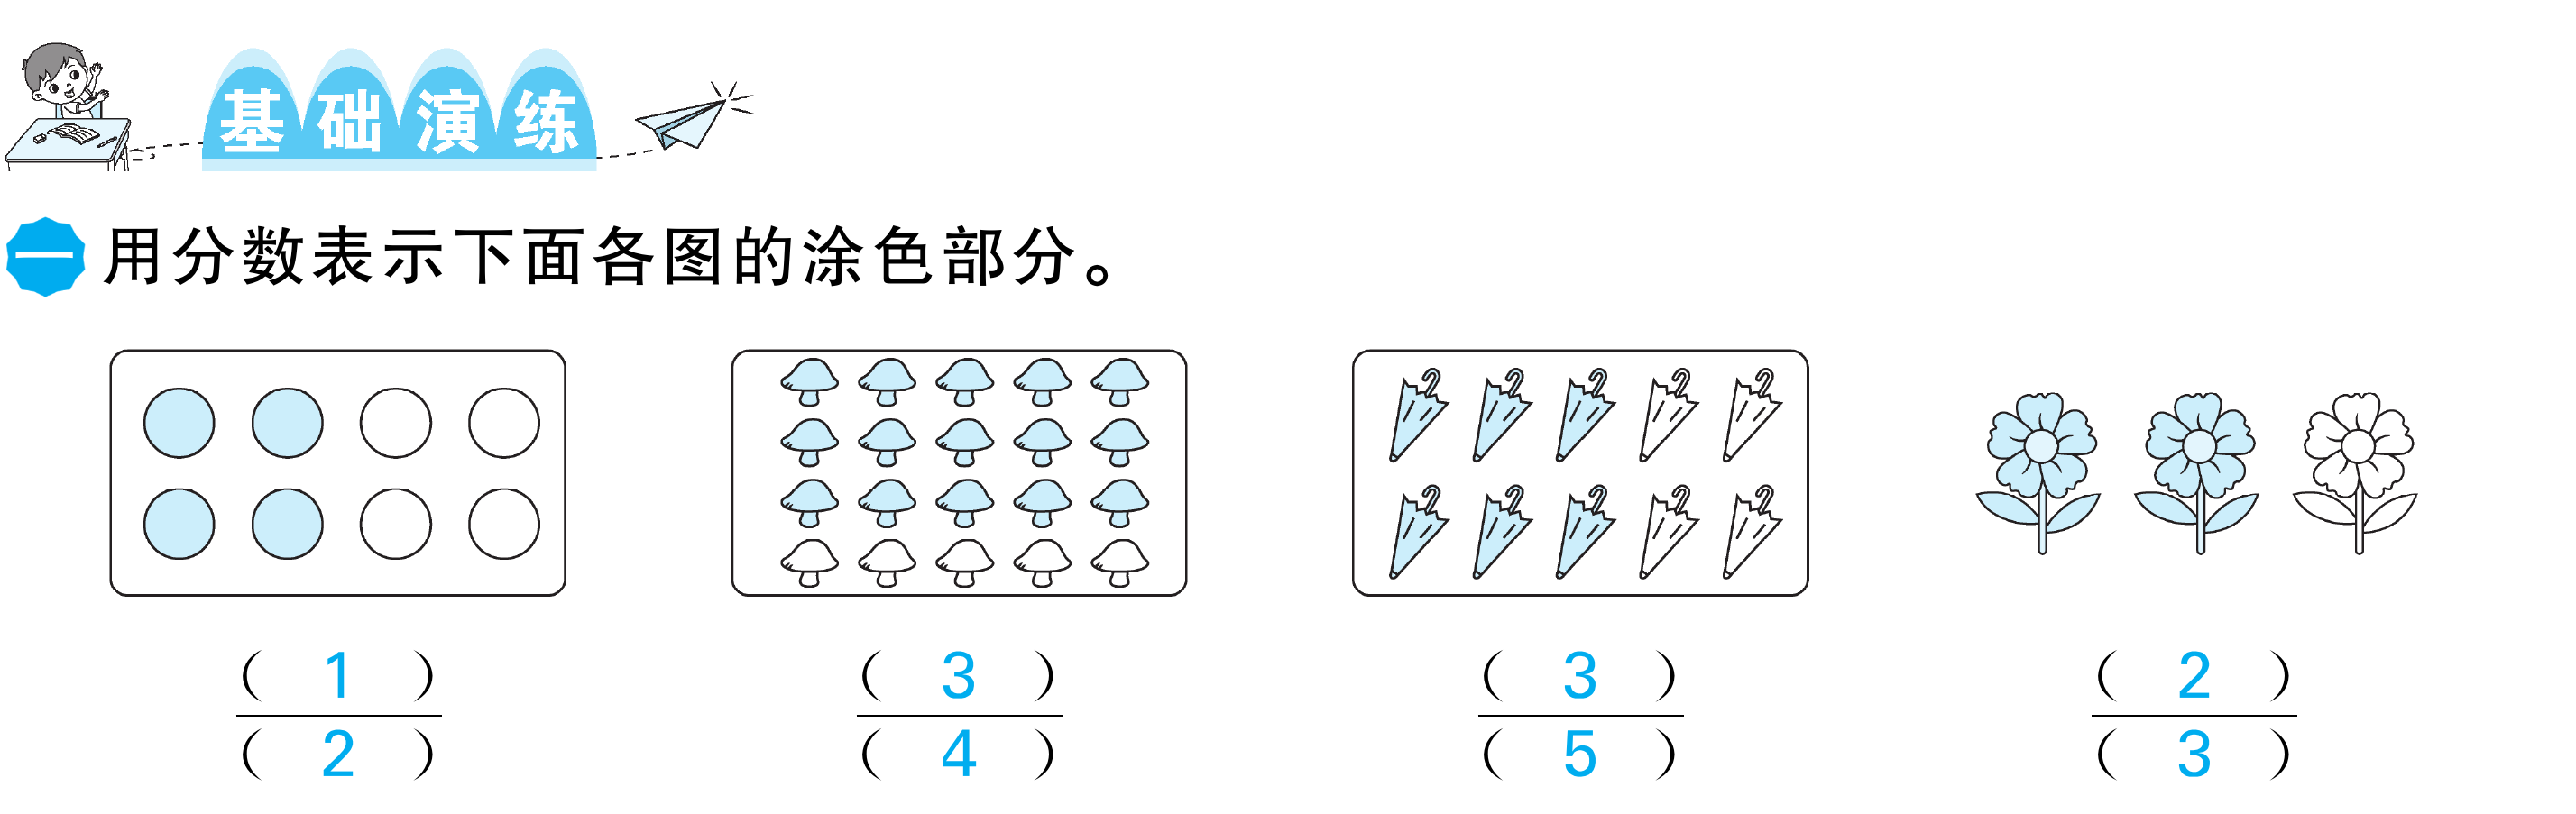 基础演练
一 用分数表示下面各图的涂色部分。
( 1 ) ( 3 ) ( 3 ) ( 2 )
( 2 ) ( 4 ) ( 5 ) ( 3 )